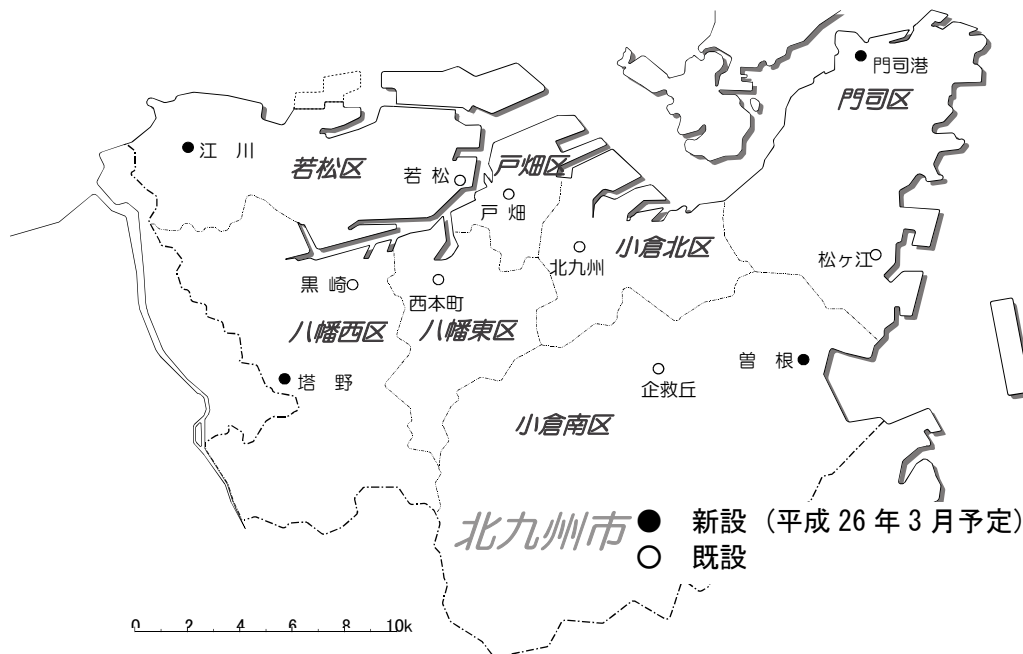 門司港
門司区
江 川
若松区
戸畑区
若 松
戸 畑
小倉北区
北九州
松ヶ江
黒 崎
西本町
八幡西区
八幡東区
曽 根
塔 野
企救丘
小倉南区
北九州市
● 新設（平成 26 年 3 月予定）
○ 既設
0 2 4 6 8 10k